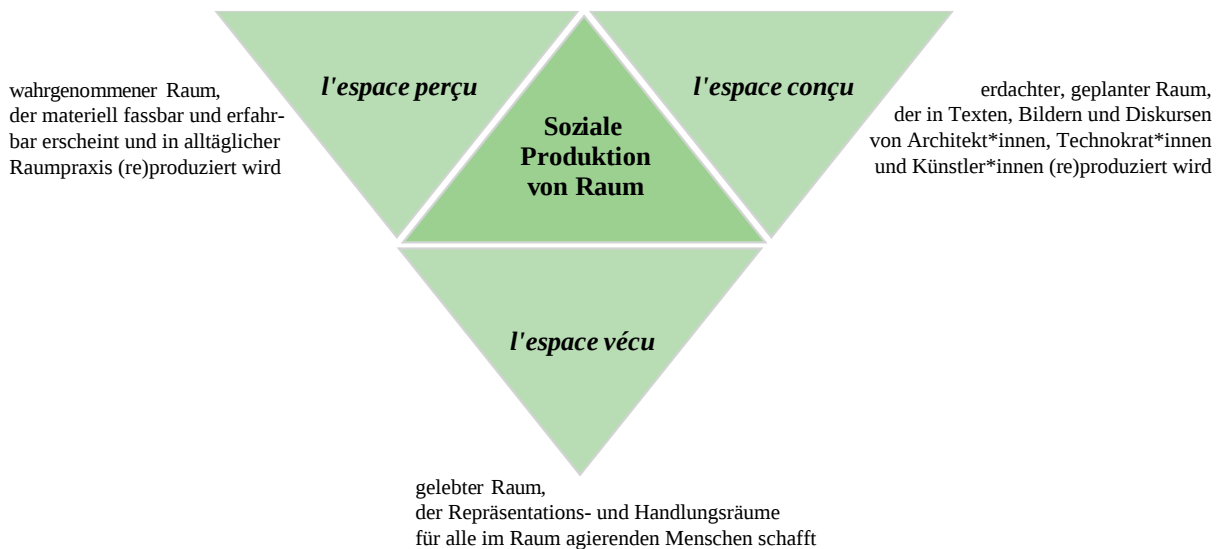 l'espace perçu
l'espace conçu
wahrgenommener Raum,
der materiell fassbar und erfahr-
bar erscheint und in alltäglicher
Raumpraxis (re)produziert wird
Soziale
Produktion
von Raum
erdachter, geplanter Raum,
der in Texten, Bildern und Diskursen
von Architekt*innen, Technokrat*innen
und Künstler*innen (re)produziert wird
l'espace vécu
gelebter Raum,
der Repräsentations- und Handlungsräume
für alle im Raum agierenden Menschen schafft